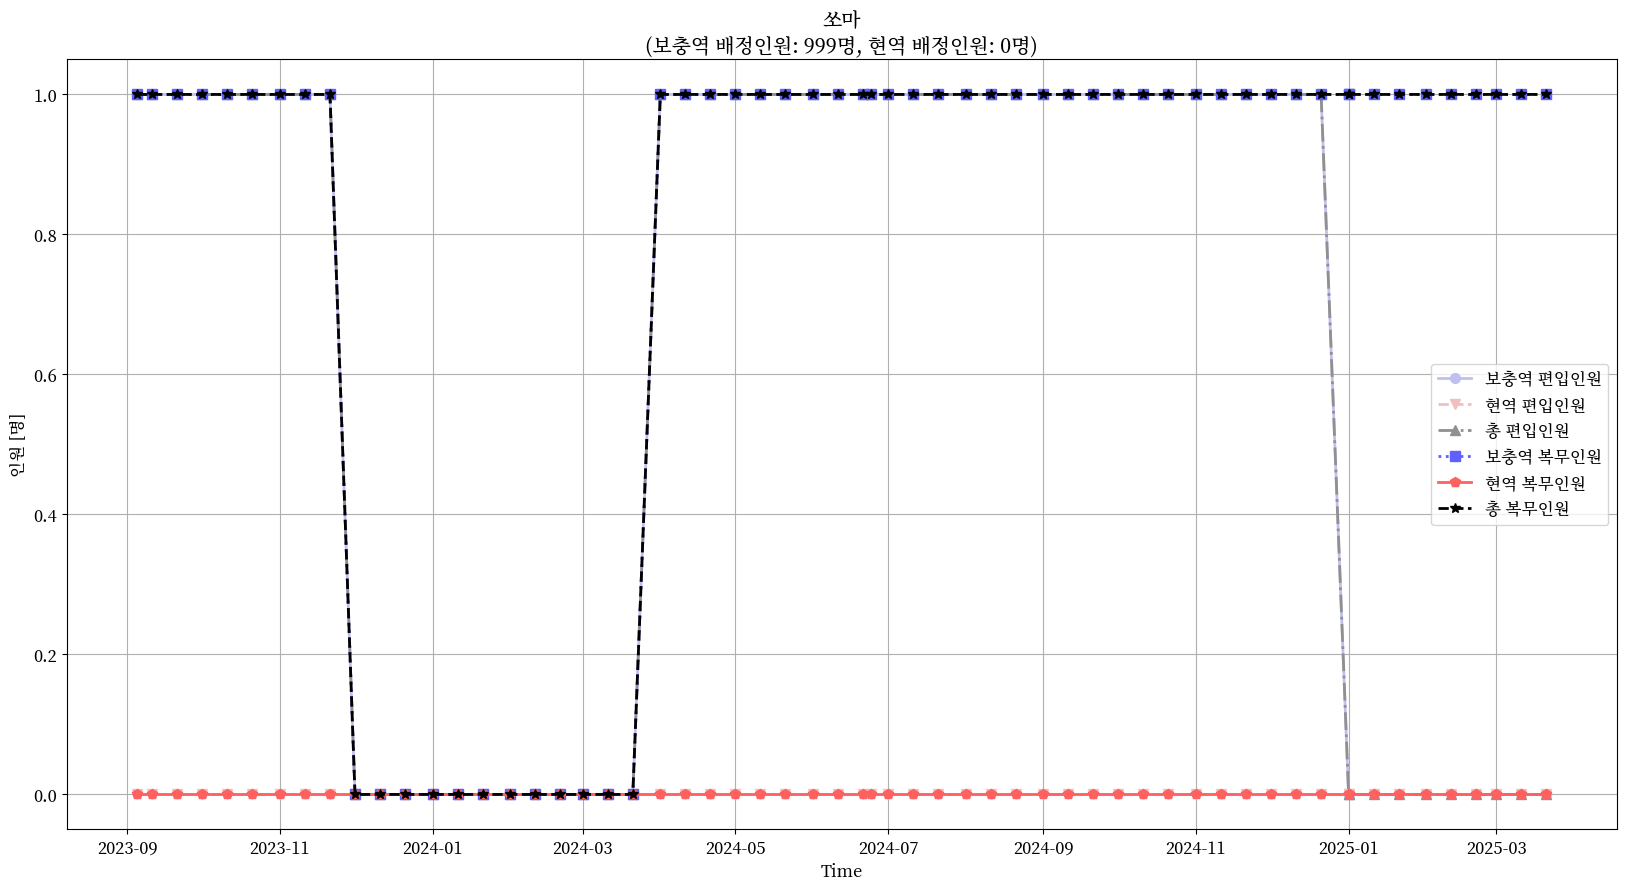 쏘마
(보충역 배정인원: 999명, 현역 배정인원: 0명)
인원 [명]
1.0
0.8
0.6
0.4
0.2
0.0
보충역 편입인원
현역 편입인원
총 편입인원
보충역 복무인원
현역 복무인원
총 복무인원
2023-09
2023-11
2024-01
2024-03
2024-05
2024-07
2024-09
2024-11
2025-01
2025-03
Time